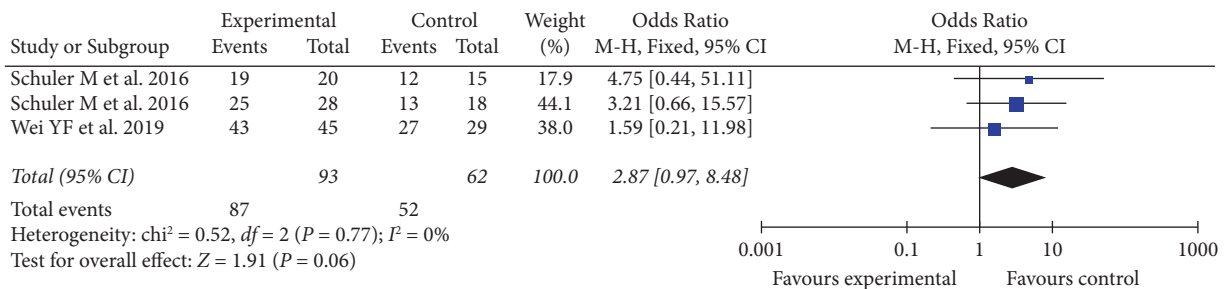 Experimental Control Weight Odds Ratio Odds Ratio
Study or Subgroup Events Total Events Total (%) M-H, Fixed, 95% CI M-H, Fixed, 95% CI
Schuler M et al. 2016 19 20 12 15 17.9 4.75 [0.44, 51.11]
Schuler M et al. 2016 25 28 13 18 44.1 3.21 [0.66, 15.57]
Wei YF et al. 2019 43 45 27 29 38.0 1.59 [0.21, 11.98]
Total (95% CI) 93 62 100.0 2.87 [0.97, 8.48]
Total events 87 52
Heterogeneity: chi² = 0.52, df = 2 (P = 0.77); I² = 0%
Test for overall effect: Z = 1.91 (P = 0.06)
0.001 0.1 1 10 1000
Favours experimental Favours control